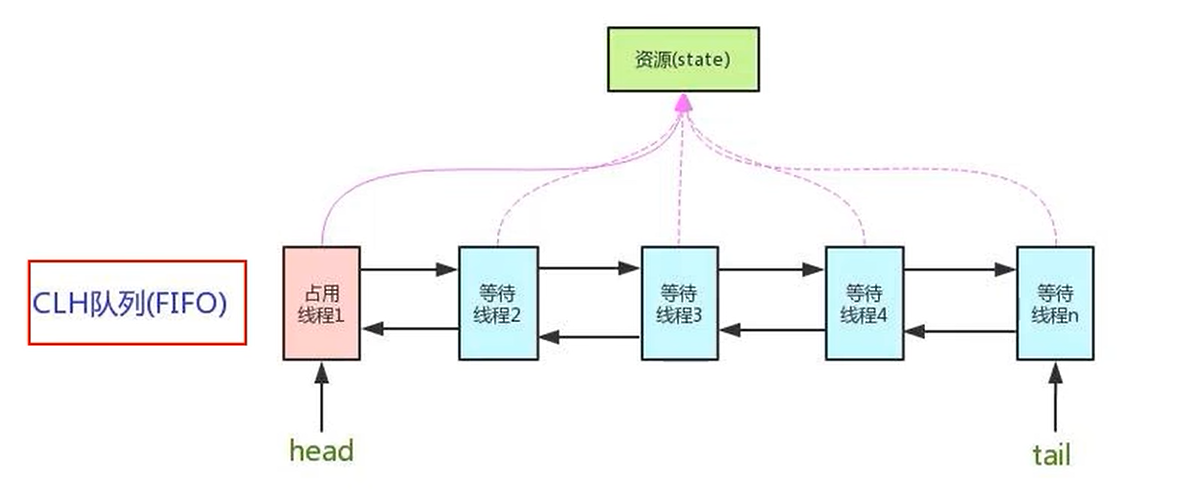 资源(state)
CLH队列(FIFO)
占用
线程1
等待
线程2
等待
线程3
等待
线程4
等待
线程n
head
tail